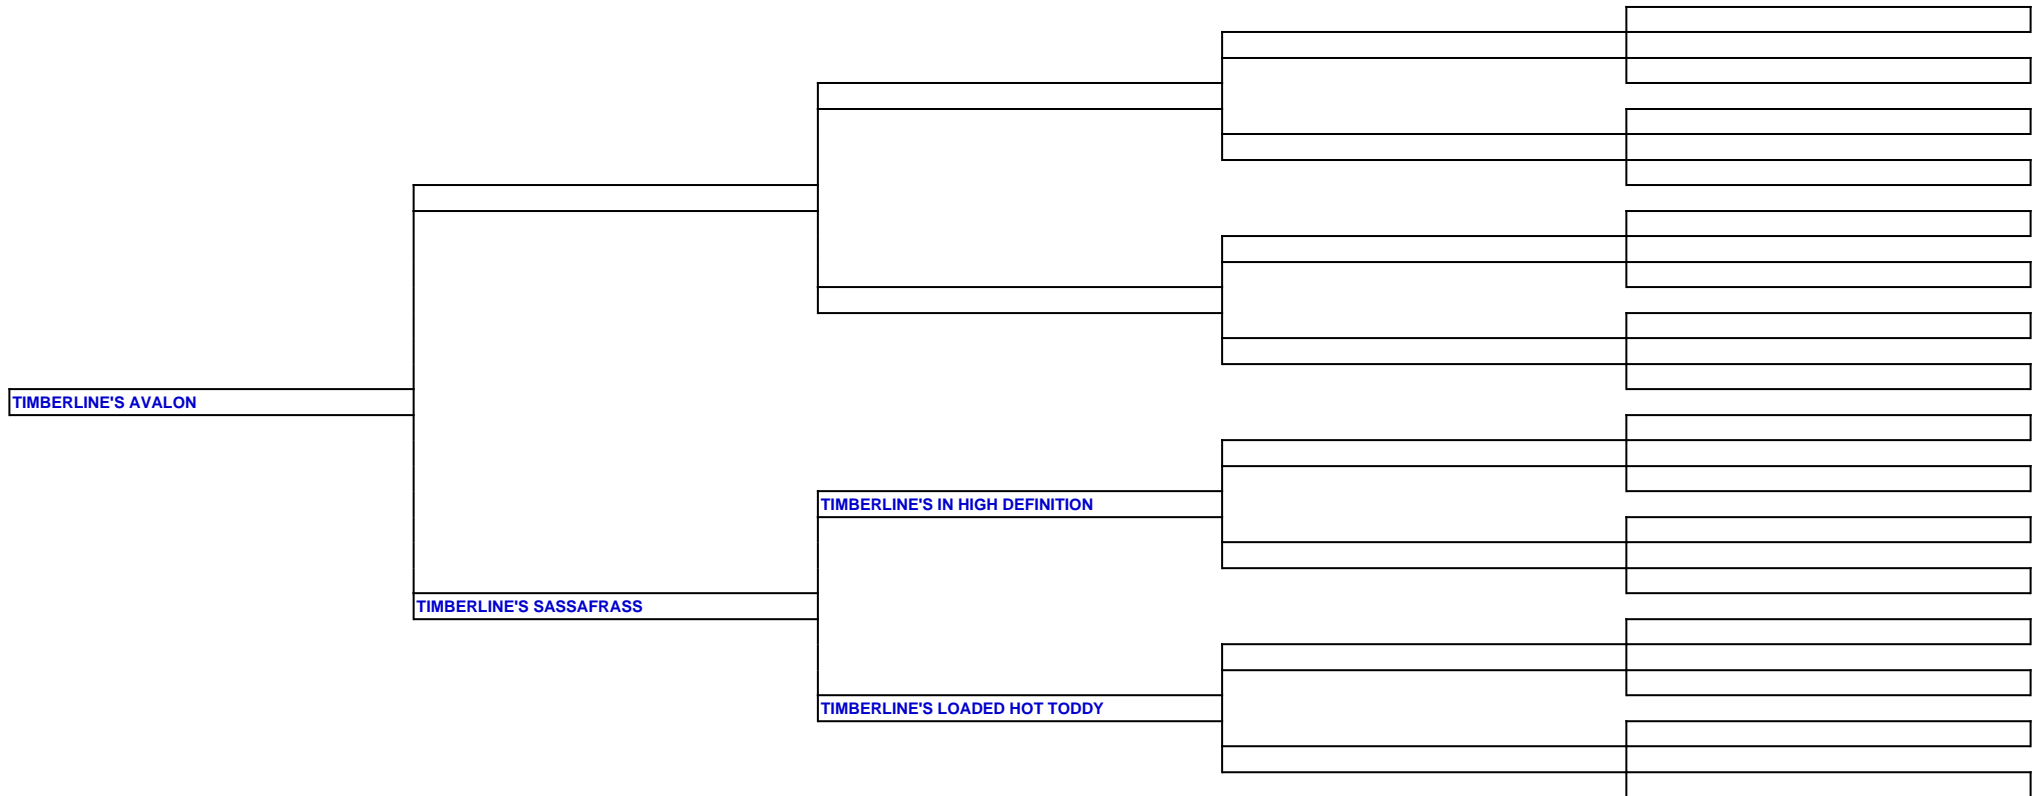 TIMBERLINE'S AVALON
TIMBERLINE'S IN HIGH DEFINITION
TIMBERLINE'S SASSAFRASS
TIMBERLINE'S LOADED HOT TODDY